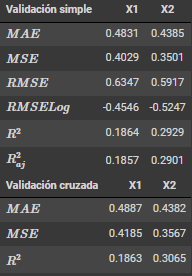 Validación simple X1 X2
MAE 0.4831 0.4385
MSE 0.4029 0.3501
RMSE 0.6347 0.5917
RMSELog -0.4546 -0.5247
R² 0.1864 0.2929
R²aj 0.1857 0.2901
Validación cruzada X1 X2
MAE 0.4887 0.4382
MSE 0.4185 0.3567
R² 0.1863 0.3065